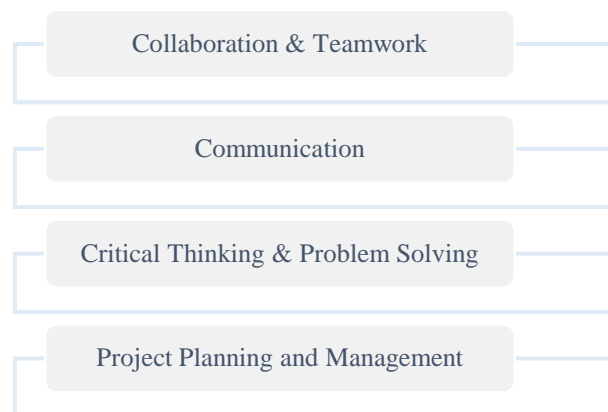 Collaboration & Teamwork
Communication
Critical Thinking & Problem Solving
Project Planning and Management